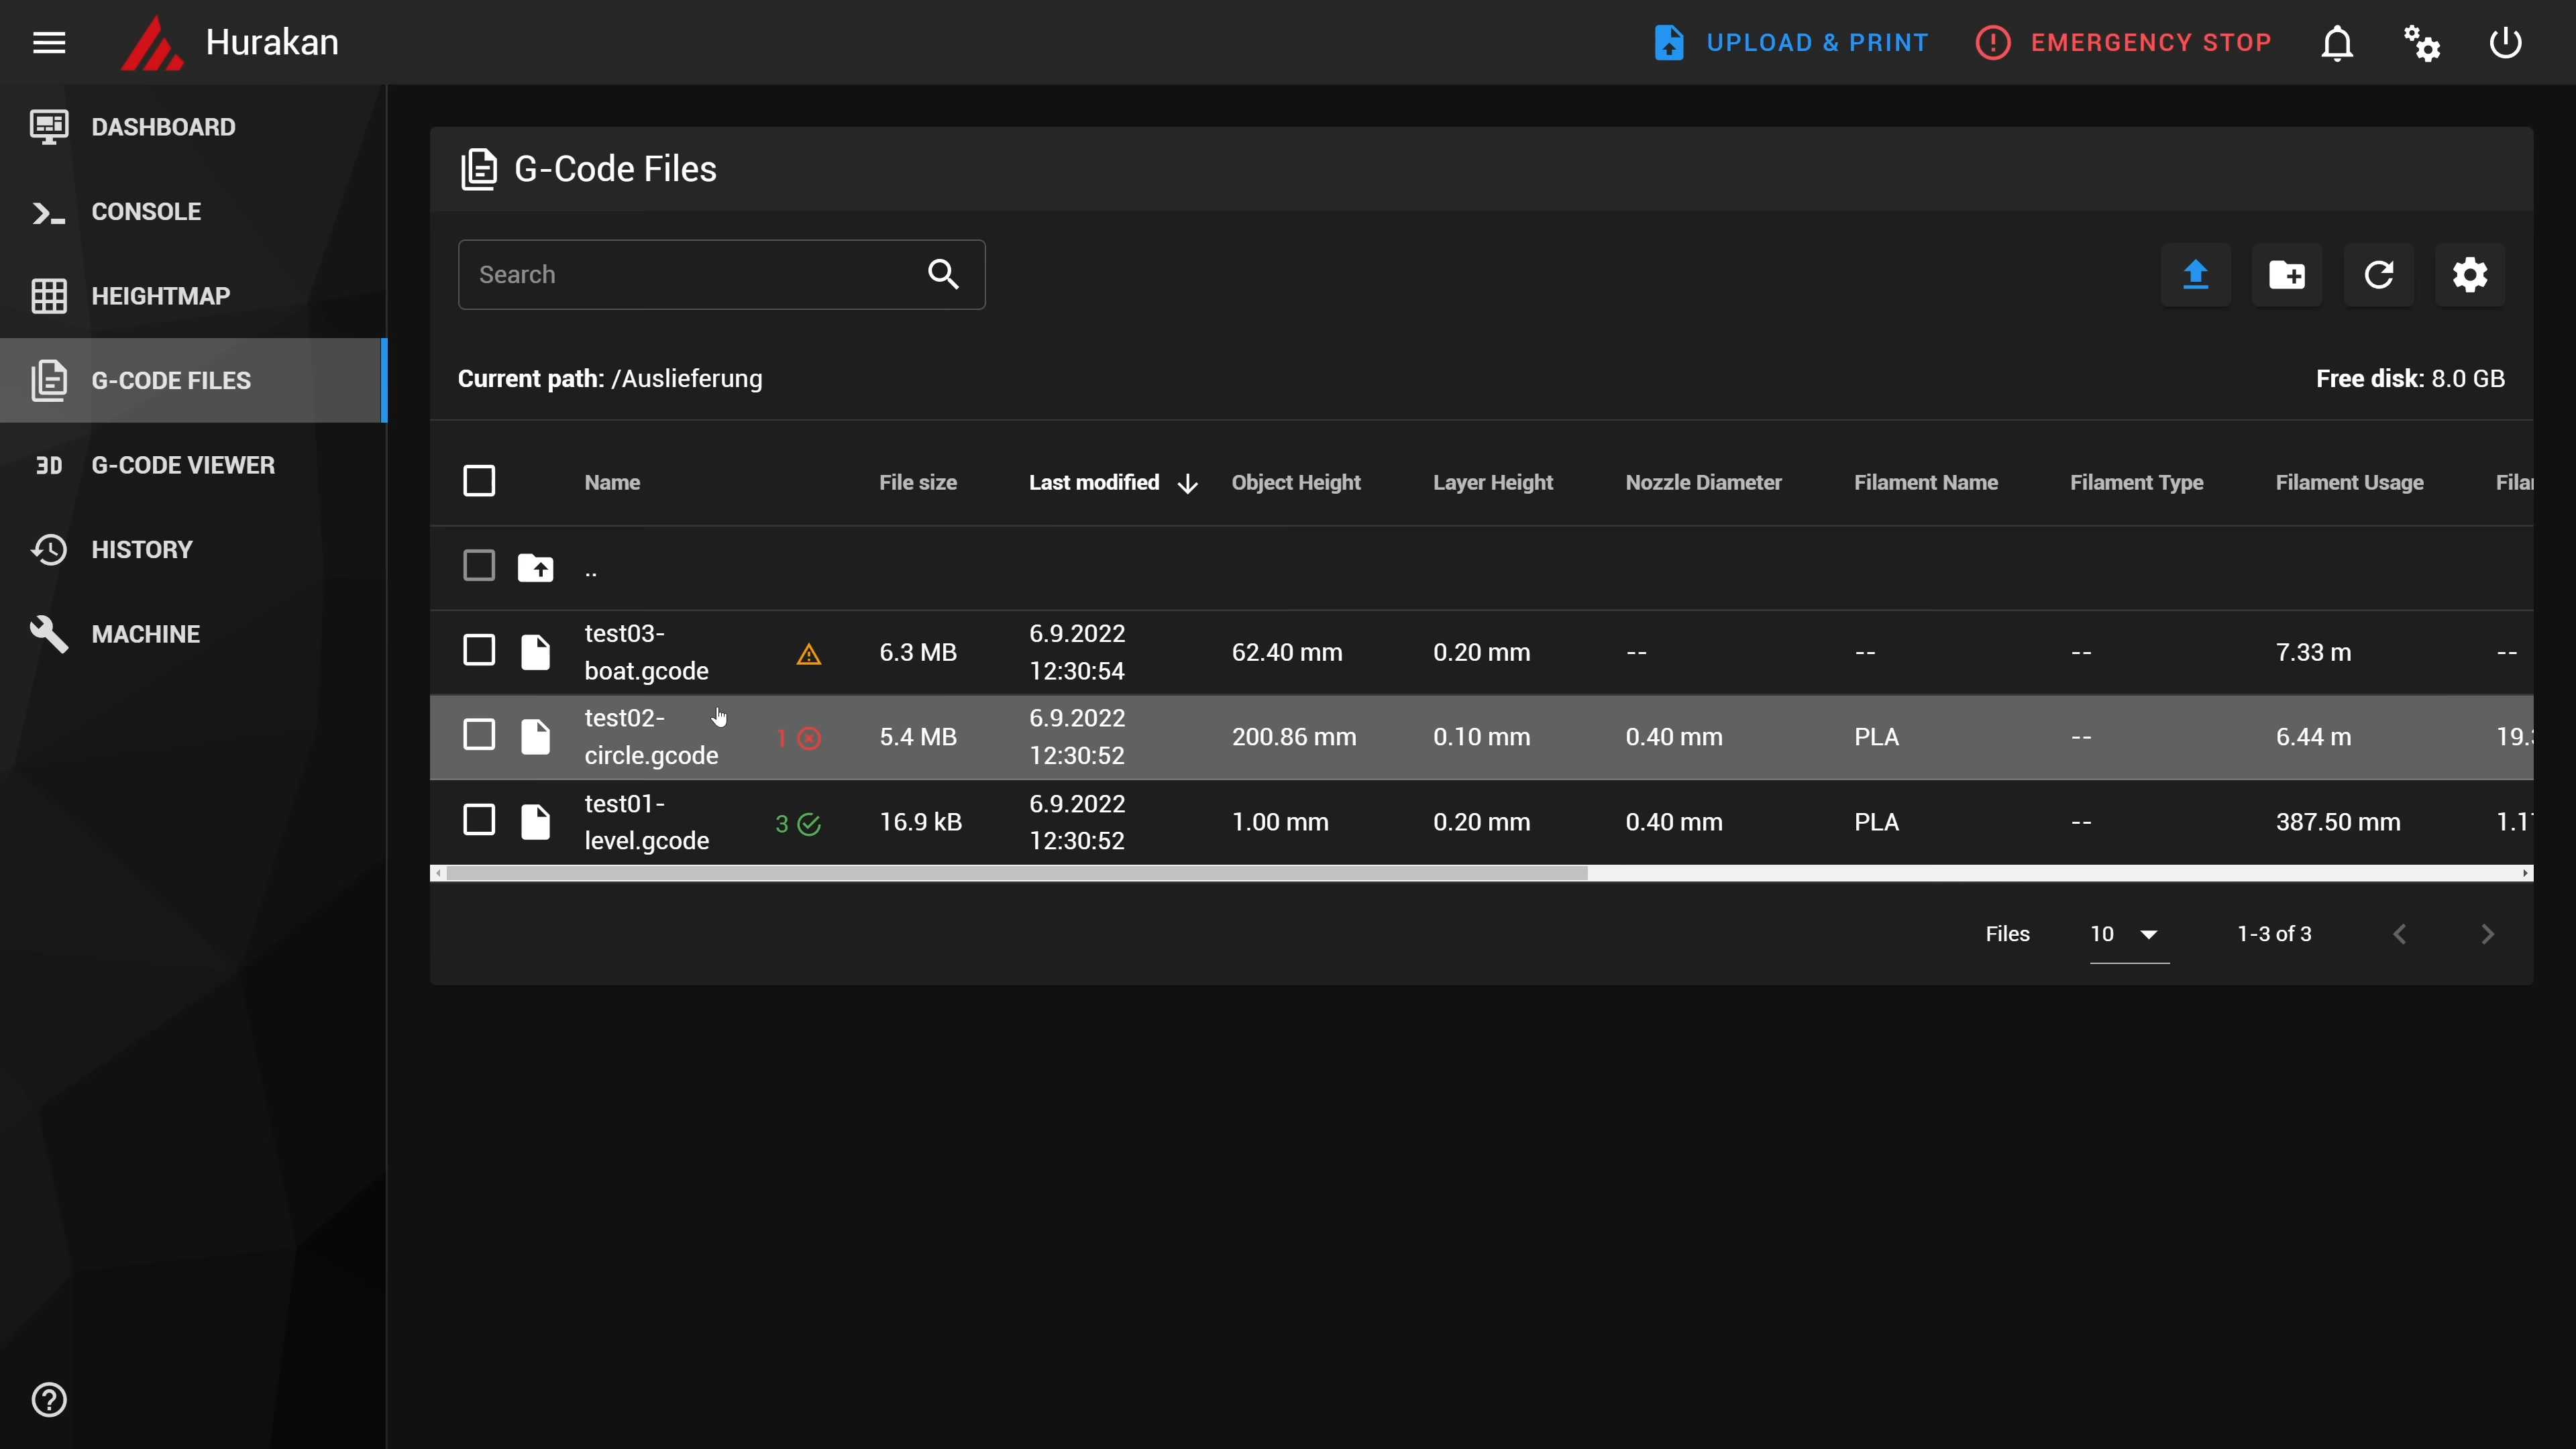 Hurakan
UPLOAD & PRINT
EMERGENCY STOP
DASHBOARD
CONSOLE
HEIGHTMAP
G-CODE FILES
3D G-CODE VIEWER
HISTORY
MACHINE
G-Code Files
Search
Current path: /Auslieferung
Free disk: 8.0 GB
Name File size Last modified Object Height Layer Height Nozzle Diameter Filament Name Filament Type Filament Usage
..
test03-
boat.gcode
6.3 MB
6.9.2022
12:30:54
62.40 mm 0.20 mm -- -- -- 7.33 m --
test02-
circle.gcode
1
5.4 MB
6.9.2022
12:30:52
200.86 mm 0.10 mm 0.40 mm PLA -- 6.44 m
test01-
level.gcode
3
16.9 kB
6.9.2022
12:30:52
1.00 mm 0.20 mm 0.40 mm PLA -- 387.50 mm
Files 10 1-3 of 3